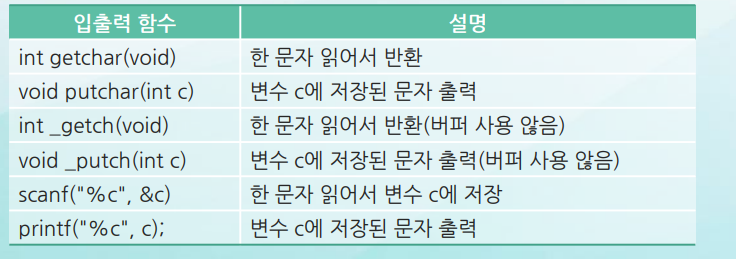 입출력 함수 설명
int getchar(void) 한 문자 읽어서 반환
void putchar(int c) 변수 c에 저장된 문자 출력
int _getch(void) 한 문자 읽어서 반환(버퍼 사용 않음)
void _putch(int c) 변수 c에 저장된 문자 출력(버퍼 사용 않음)
scanf("%c", &c) 한 문자 읽어서 변수 c에 저장
printf("%c", c); 변수 c에 저장된 문자 출력